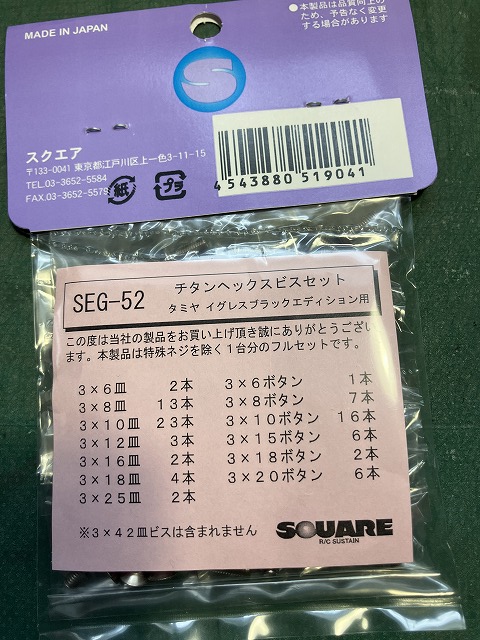 MADE IN JAPAN
●本製品は品質向上の
ため、予告なく変更
する場合があります
S
スクエア
〒133-0041 東京都江戸川区上一色3-11-15
TEL.03-3652-5584
FAX.03-3652-5579
紙
プラ
4543880 519041
SEG-52
チタンヘックスビスセット
タミヤ イグレスブラックエディション用
この度は当社の製品をお買い上げ頂き誠にありがとうござい
ます。本製品は特殊ネジを除く1台分のフルセットです。
3×6皿 2本 3×6ボタン 1本
3×8皿 13本 3×8ボタン 7本
3×10皿 23本 3×10ボタン 16本
3×12皿 3本 3×15ボタン 6本
3×16皿 2本 3×18ボタン 2本
3×18皿 4本 3×20ボタン 6本
3×25皿 2本
※3×42皿ビスは含まれません
SQUARE
R/C SUSTAIN